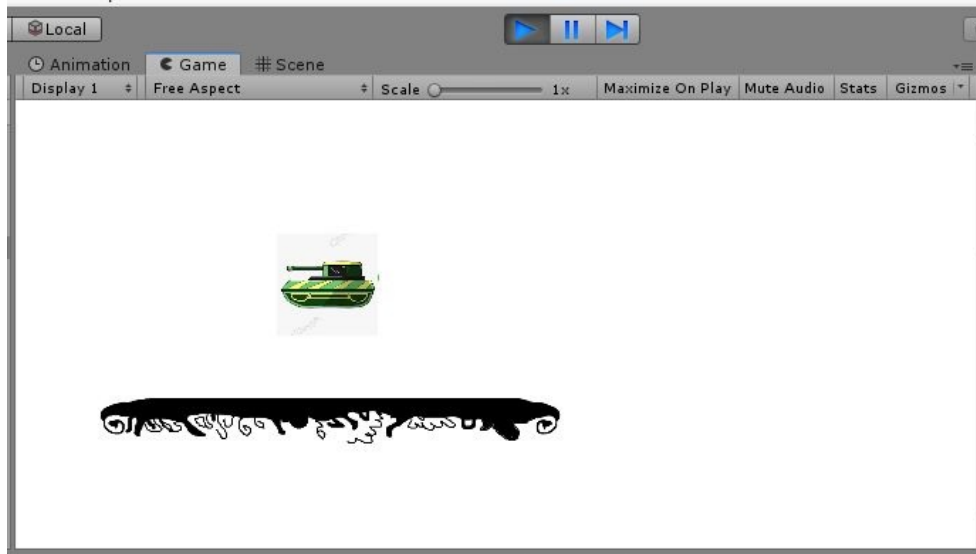 Local
Animation Game Scene
Display 1 Free Aspect Scale 1x Maximize On Play Mute Audio Stats Gizmos